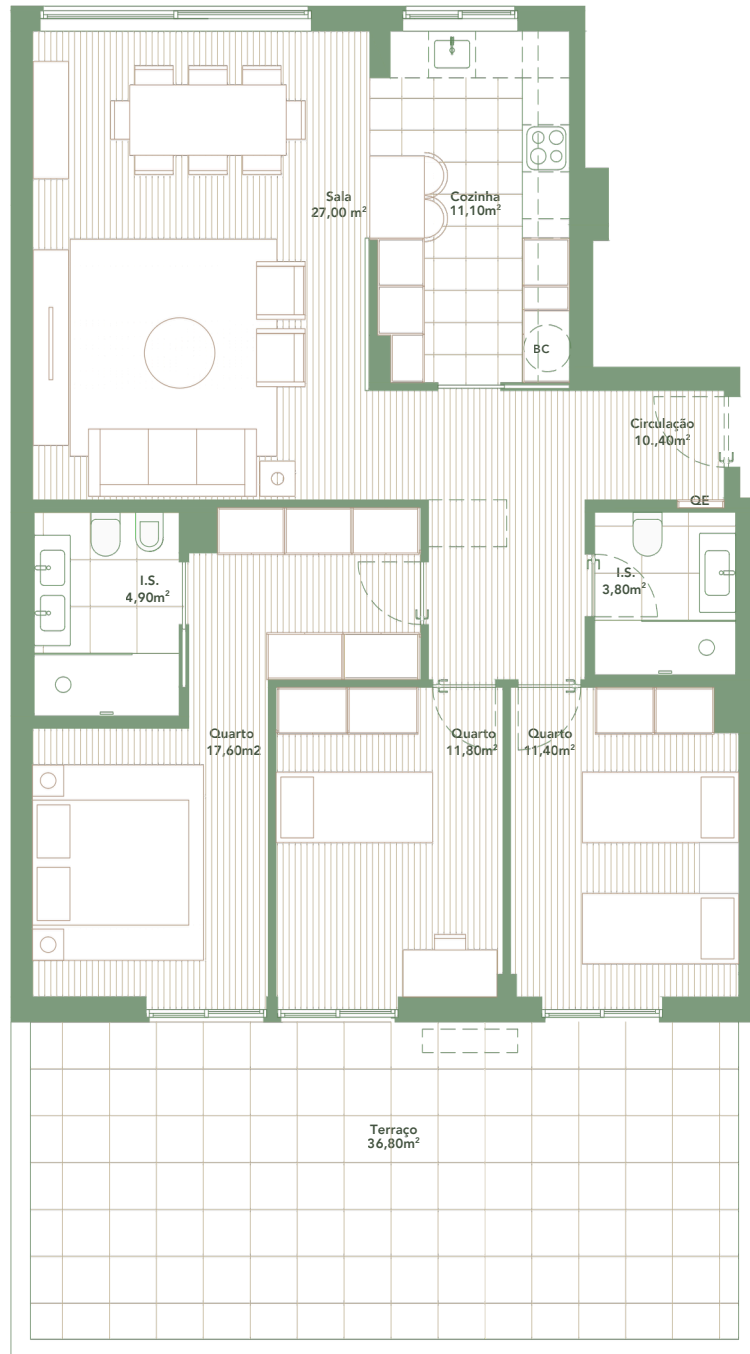 Sala
27,00 m²
Cozinha
11,10m²
BC
Circulação
10.,40m²
QE
I.S.
4,90m²
I.S.
3,80m²
Quarto
17,60m2
Quarto
11,80m²
Quarto
11,40m²
Terraço
36,80m²